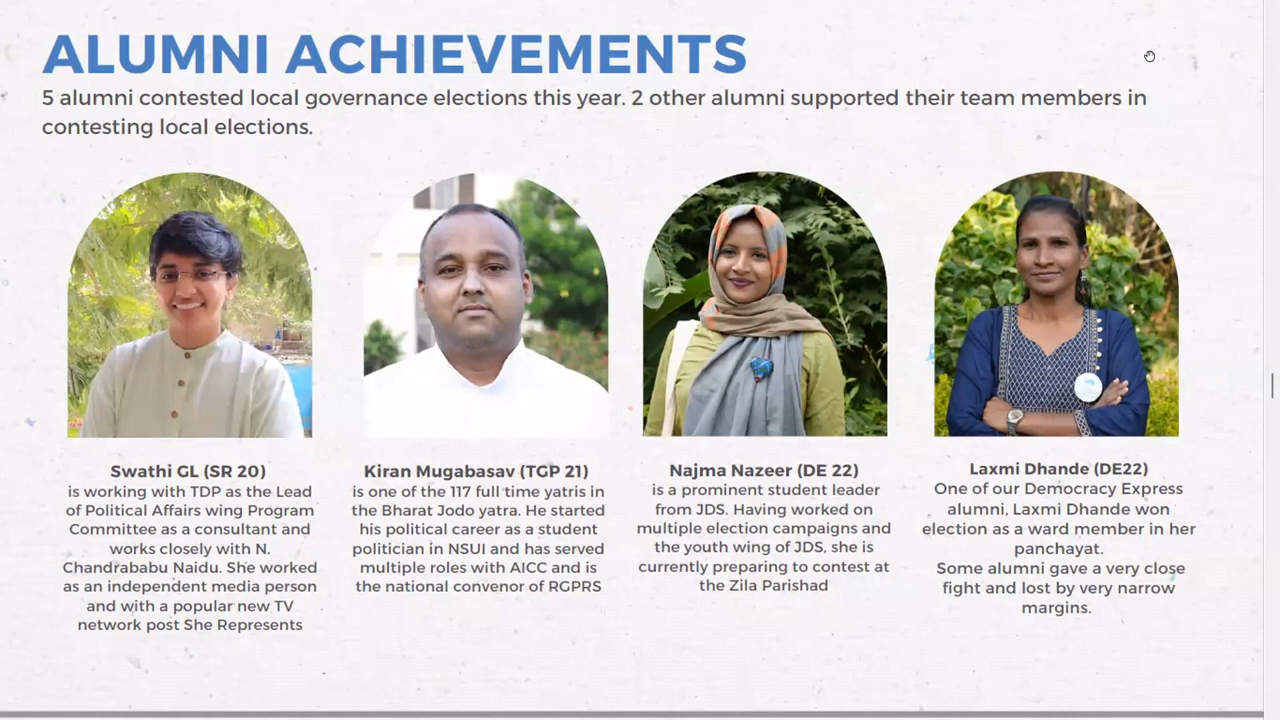 ALUMNI ACHIEVEMENTS
5 alumni contested local governance elections this year. 2 other alumni supported their team members in
contesting local elections.
Swathi GL (SR 20)
is working with TDP as the Lead
of Political Affairs wing Program
Committee as a consultant and
works closely with N.
Chandrababu Naidu. She worked
as an independent media person
and with a popular new TV
network post She Represents
Kiran Mugabasav (TGP 21)
is one of the 117 full time yatris in
the Bharat Jodo yatra. He started
his political career as a student
politician in NSUI and has served
multiple roles with AICC and is
the national convenor of RGPRS
Najma Nazeer (DE 22)
is a prominent student leader
from JDS. Having worked on
multiple election campaigns and
the youth wing of JDS, she is
currently preparing to contest at
the Zila Parishad
Laxmi Dhande (DE22)
One of our Democracy Express
alumni, Laxmi Dhande won
election as a ward member in her
panchayat.
Some alumni gave a very close
fight and lost by very narrow
margins.